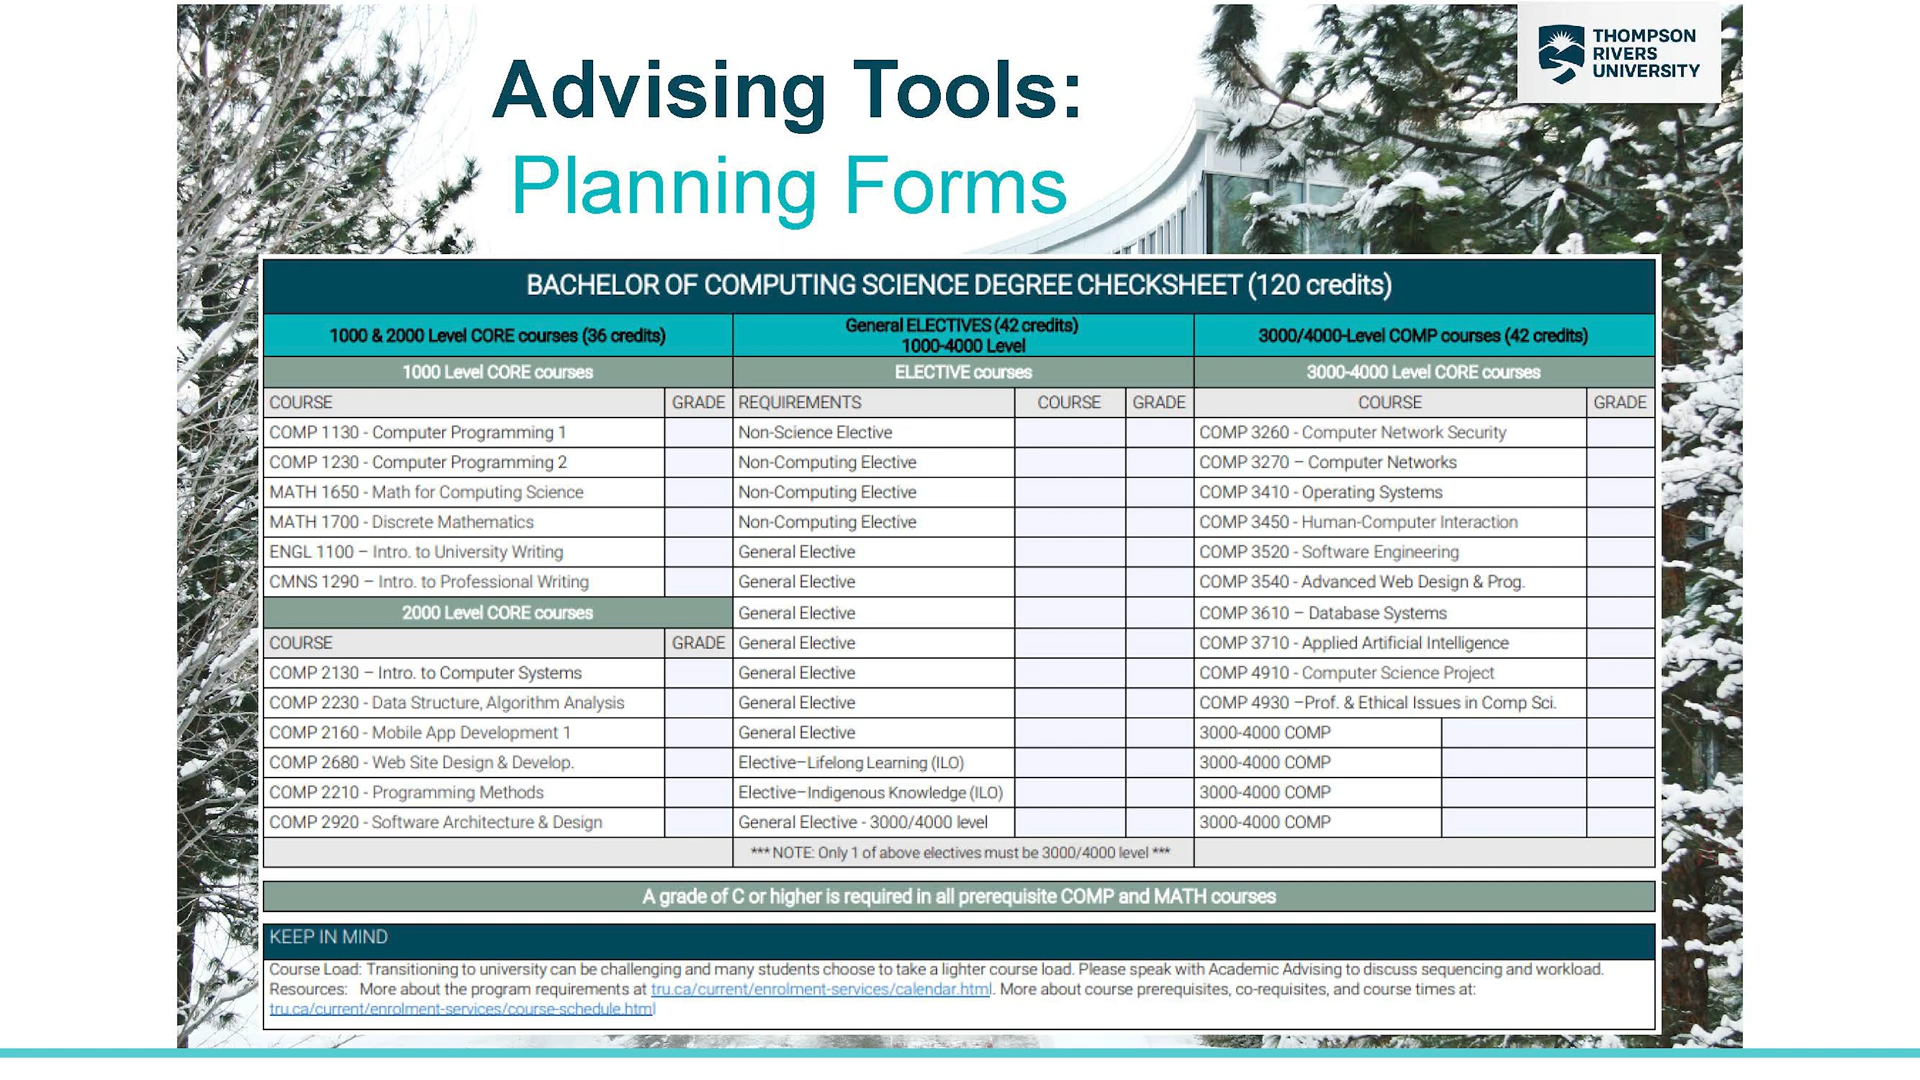 THOMPSON
RIVERS
UNIVERSITY
Advising Tools:
Planning Forms
BACHELOR OF COMPUTING SCIENCE DEGREE CHECKSHEET (120 credits)
1000 & 2000 Level CORE courses (36 credits)
General ELECTIVES (42 credits)
1000-4000 Level
3000/4000-Level COMP courses (42 credits)
1000 Level CORE courses
ELECTIVE courses
3000-4000 Level CORE courses
COURSE GRADE REQUIREMENTS COURSE GRADE COURSE GRADE
COMP 1130 - Computer Programming 1 Non-Science Elective COMP 3260 - Computer Network Security
COMP 1230 - Computer Programming 2 Non-Computing Elective COMP 3270 – Computer Networks
MATH 1650 - Math for Computing Science Non-Computing Elective COMP 3410 - Operating Systems
MATH 1700 - Discrete Mathematics Non-Computing Elective COMP 3450 - Human-Computer Interaction
ENGL 1100 – Intro. to University Writing General Elective COMP 3520 - Software Engineering
CMNS 1290 – Intro. to Professional Writing General Elective COMP 3540 - Advanced Web Design & Prog.
2000 Level CORE courses General Elective COMP 3610 – Database Systems
COURSE GRADE General Elective COMP 3710 - Applied Artificial Intelligence
COMP 2130 – Intro. to Computer Systems General Elective COMP 4910 - Computer Science Project
COMP 2230 - Data Structure, Algorithm Analysis General Elective COMP 4930 –Prof. & Ethical Issues in Comp Sci.
COMP 2160 - Mobile App Development 1 General Elective 3000-4000 COMP
COMP 2680 - Web Site Design & Develop. Elective–Lifelong Learning (ILO) 3000-4000 COMP
COMP 2210 - Programming Methods Elective–Indigenous Knowledge (ILO) 3000-4000 COMP
COMP 2920 - Software Architecture & Design General Elective - 3000/4000 level 3000-4000 COMP
*** NOTE: Only 1 of above electives must be 3000/4000 level ***
A grade of C or higher is required in all prerequisite COMP and MATH courses
KEEP IN MIND
Course Load: Transitioning to university can be challenging and many students choose to take a lighter course load. Please speak with Academic Advising to discuss sequencing and workload.
Resources: More about the program requirements at tru.ca/current/enrolment-services/calendar.html. More about course prerequisites, co-requisites, and course times at:
tru.ca/current/enrolment-services/course-schedule.html